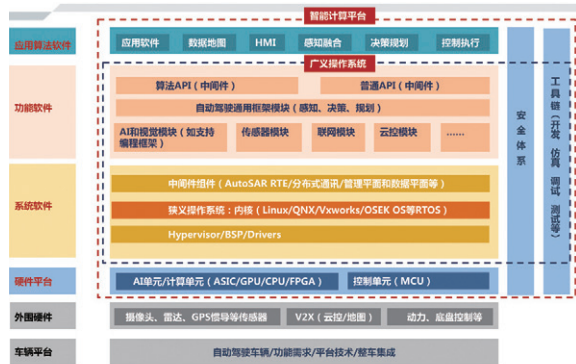 智能计算平台
应用算法软件
应用软件 数据地图 HMI 感知融合 决策规划 控制执行
广义操作系统
功能软件
算法API（中间件） 普通API（中间件）
自动驾驶通用框架模块（感知、决策、规划）
AI和视觉模块（如支持编程框架） 传感器模块 联网模块 云控模块 ……
系统软件
中间件组件（AutoSAR RTE/分布式通讯/管理平面和数据平面等）
狭义操作系统：内核（Linux/QNX/Vxworks/OSEK OS等RTOS）
Hypervisor/BSP/Drivers
硬件平台
AI单元/计算单元（ASIC/GPU/CPU/FPGA） 控制单元（MCU）
安全体系
工具链（开发、仿真、调试、测试等）
外围硬件
摄像头、雷达、GPS惯导等传感器 V2X（云控/地图） 动力、底盘控制等
车辆平台
自动驾驶车辆/功能需求/平台技术/整车集成